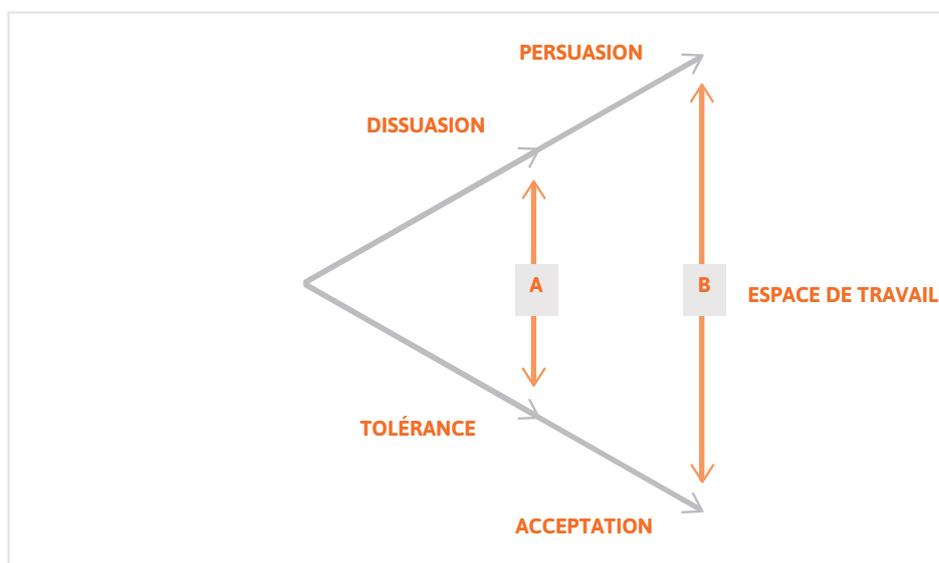 PERSUASION
DISSUASION
A
B
ESPACE DE TRAVAIL
TOLÉRANCE
ACCEPTATION